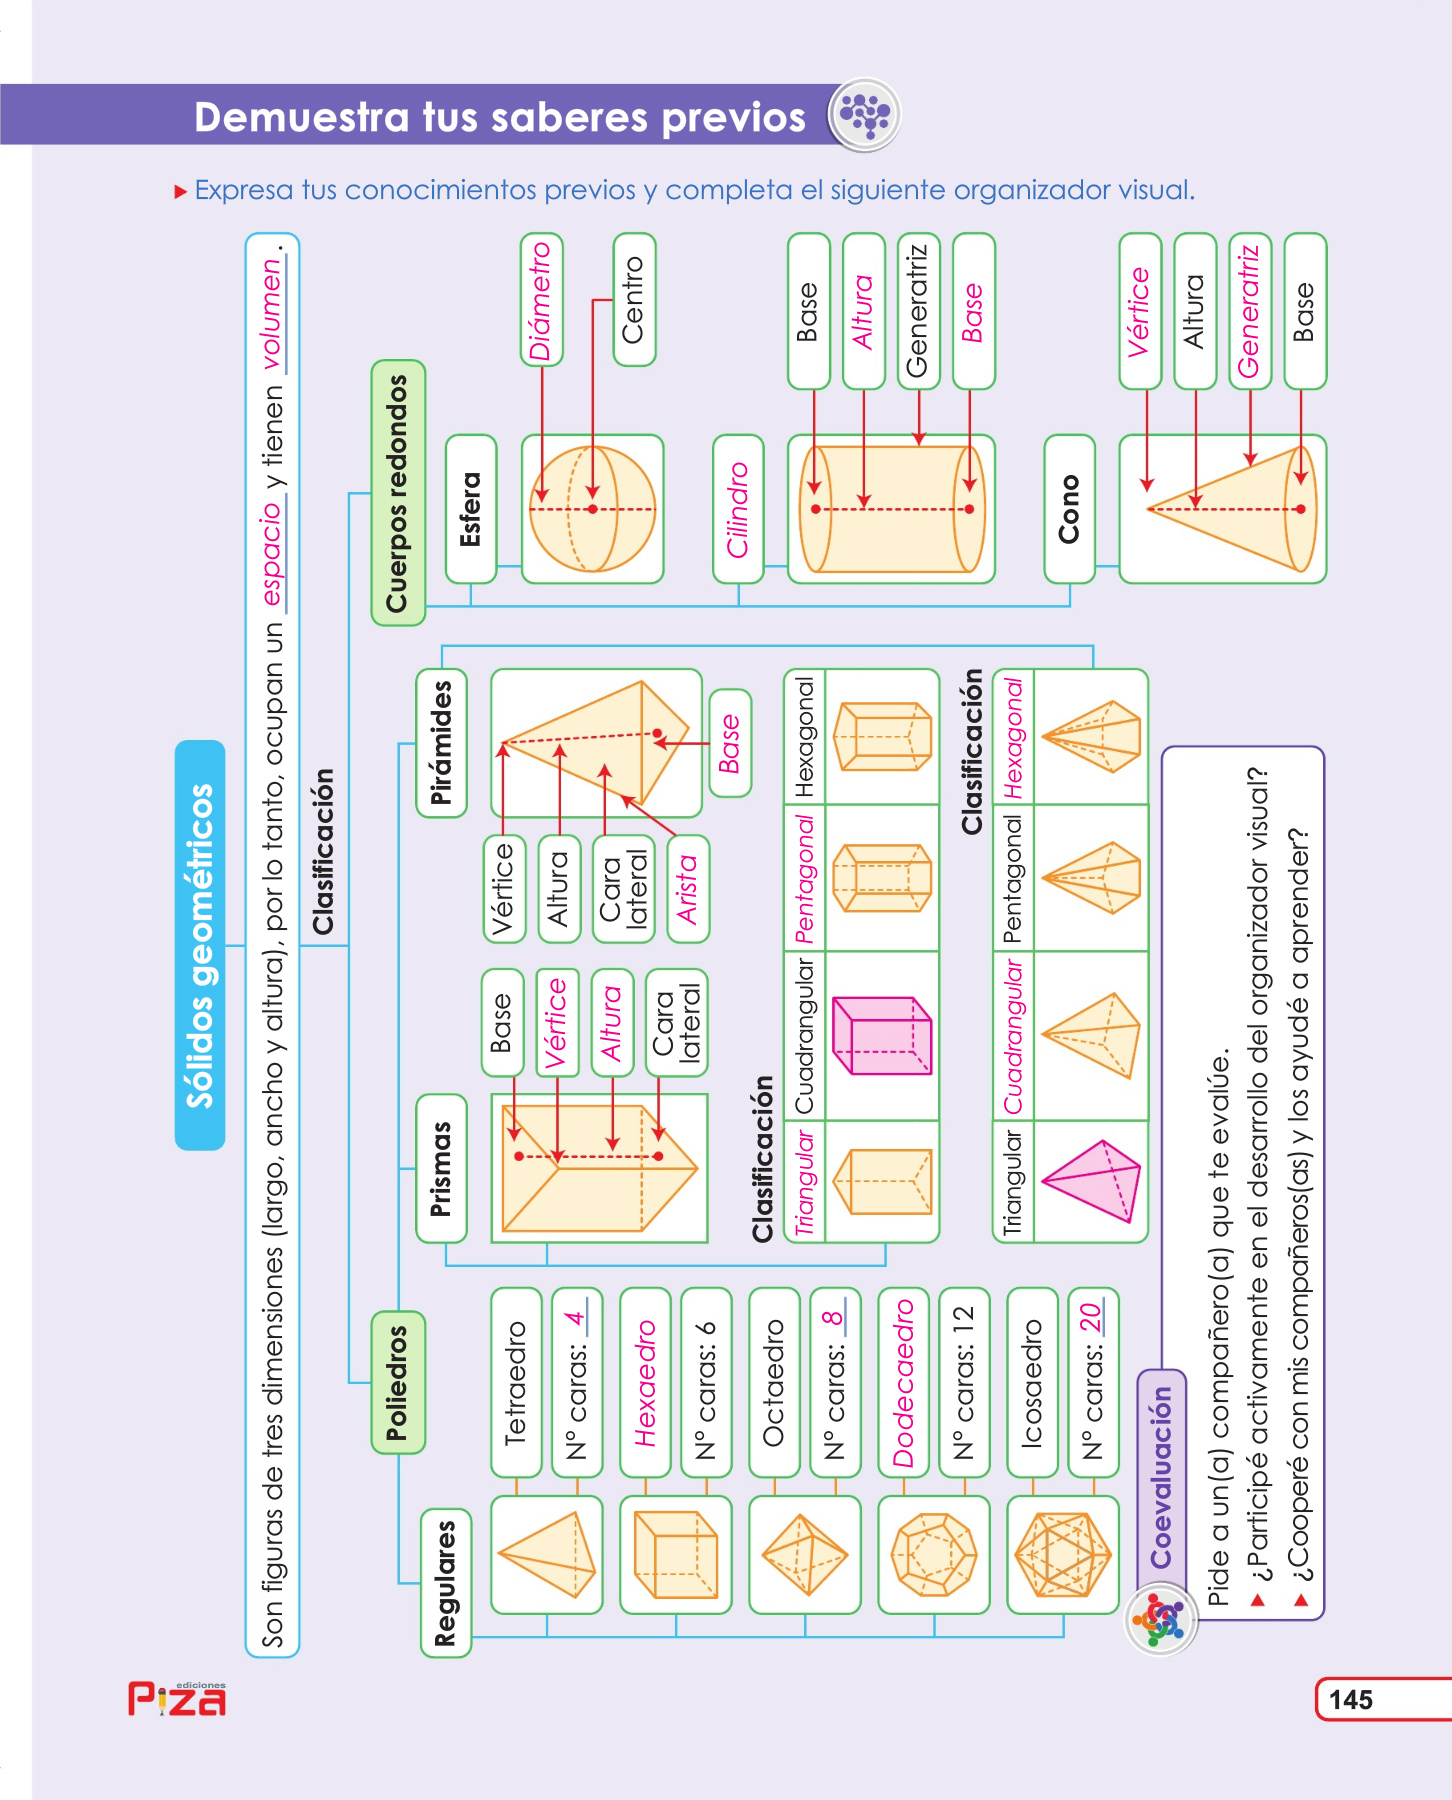 Demuestra tus saberes previos
Expresa tus conocimientos previos y completa el siguiente organizador visual.
Sólidos geométricos
Son figuras de tres dimensiones (largo, ancho y altura), por lo tanto, ocupan un espacio y tienen volumen.
Clasificación
Poliedros
Regulares
Tetraedro
N° caras: 4
Hexaedro
N° caras: 6
Octaedro
N° caras: 8
Dodecaedro
N° caras: 12
Icosaedro
N° caras: 20
Prismas
Base
Vértice
Altura
Cara
lateral
Clasificación
Triangular
Cuadrangular
Pentagonal
Hexagonal
Pirámides
Vértice
Altura
Cara
lateral
Arista
Base
Clasificación
Triangular
Cuadrangular
Pentagonal
Hexagonal
Cuerpos redondos
Esfera
Diámetro
Centro
Cilindro
Base
Altura
Generatriz
Base
Cono
Vértice
Altura
Generatriz
Base
Coevaluación
Pide a un(a) compañero(a) que te evalúe.
¿Participé activamente en el desarrollo del organizador visual?
¿Cooperé con mis compañeros(as) y los ayudé a aprender?
ediciones
Piza
145